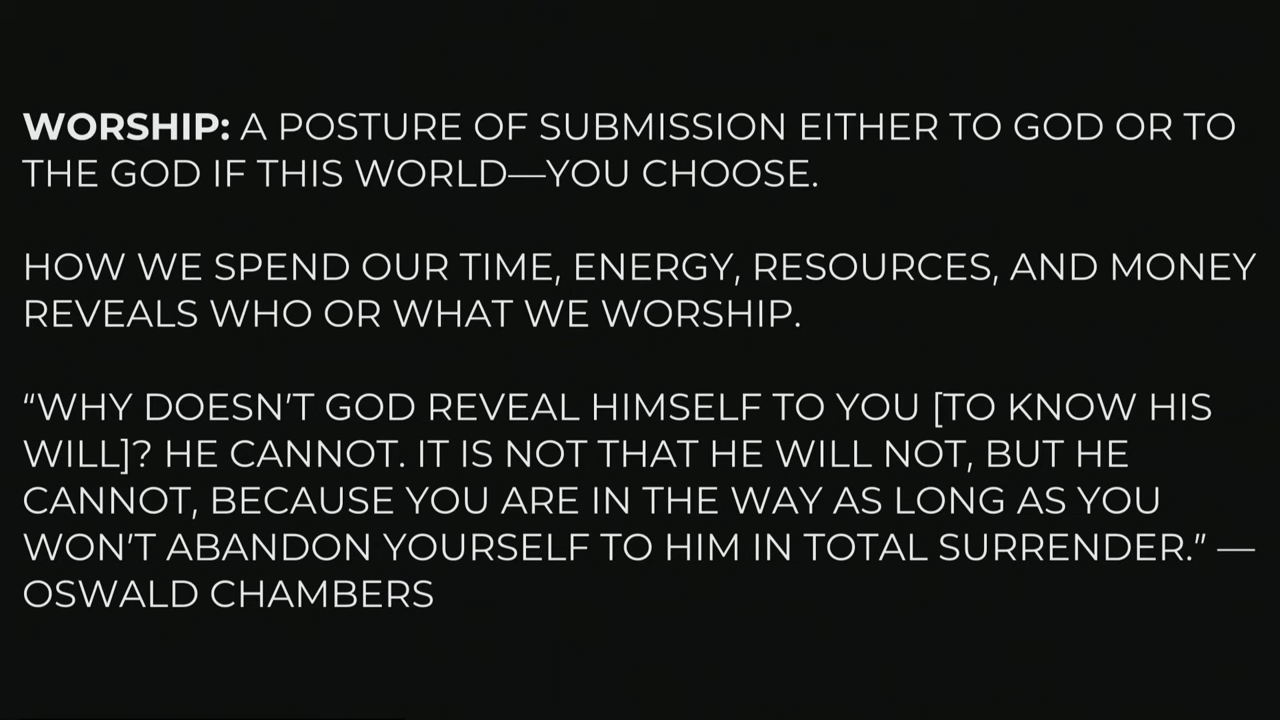 WORSHIP: A POSTURE OF SUBMISSION EITHER TO GOD OR TO
THE GOD IF THIS WORLD—YOU CHOOSE.
HOW WE SPEND OUR TIME, ENERGY, RESOURCES, AND MONEY
REVEALS WHO OR WHAT WE WORSHIP.
“WHY DOESN’T GOD REVEAL HIMSELF TO YOU [TO KNOW HIS
WILL]? HE CANNOT. IT IS NOT THAT HE WILL NOT, BUT HE
CANNOT, BECAUSE YOU ARE IN THE WAY AS LONG AS YOU
WON’T ABANDON YOURSELF TO HIM IN TOTAL SURRENDER.” —
OSWALD CHAMBERS